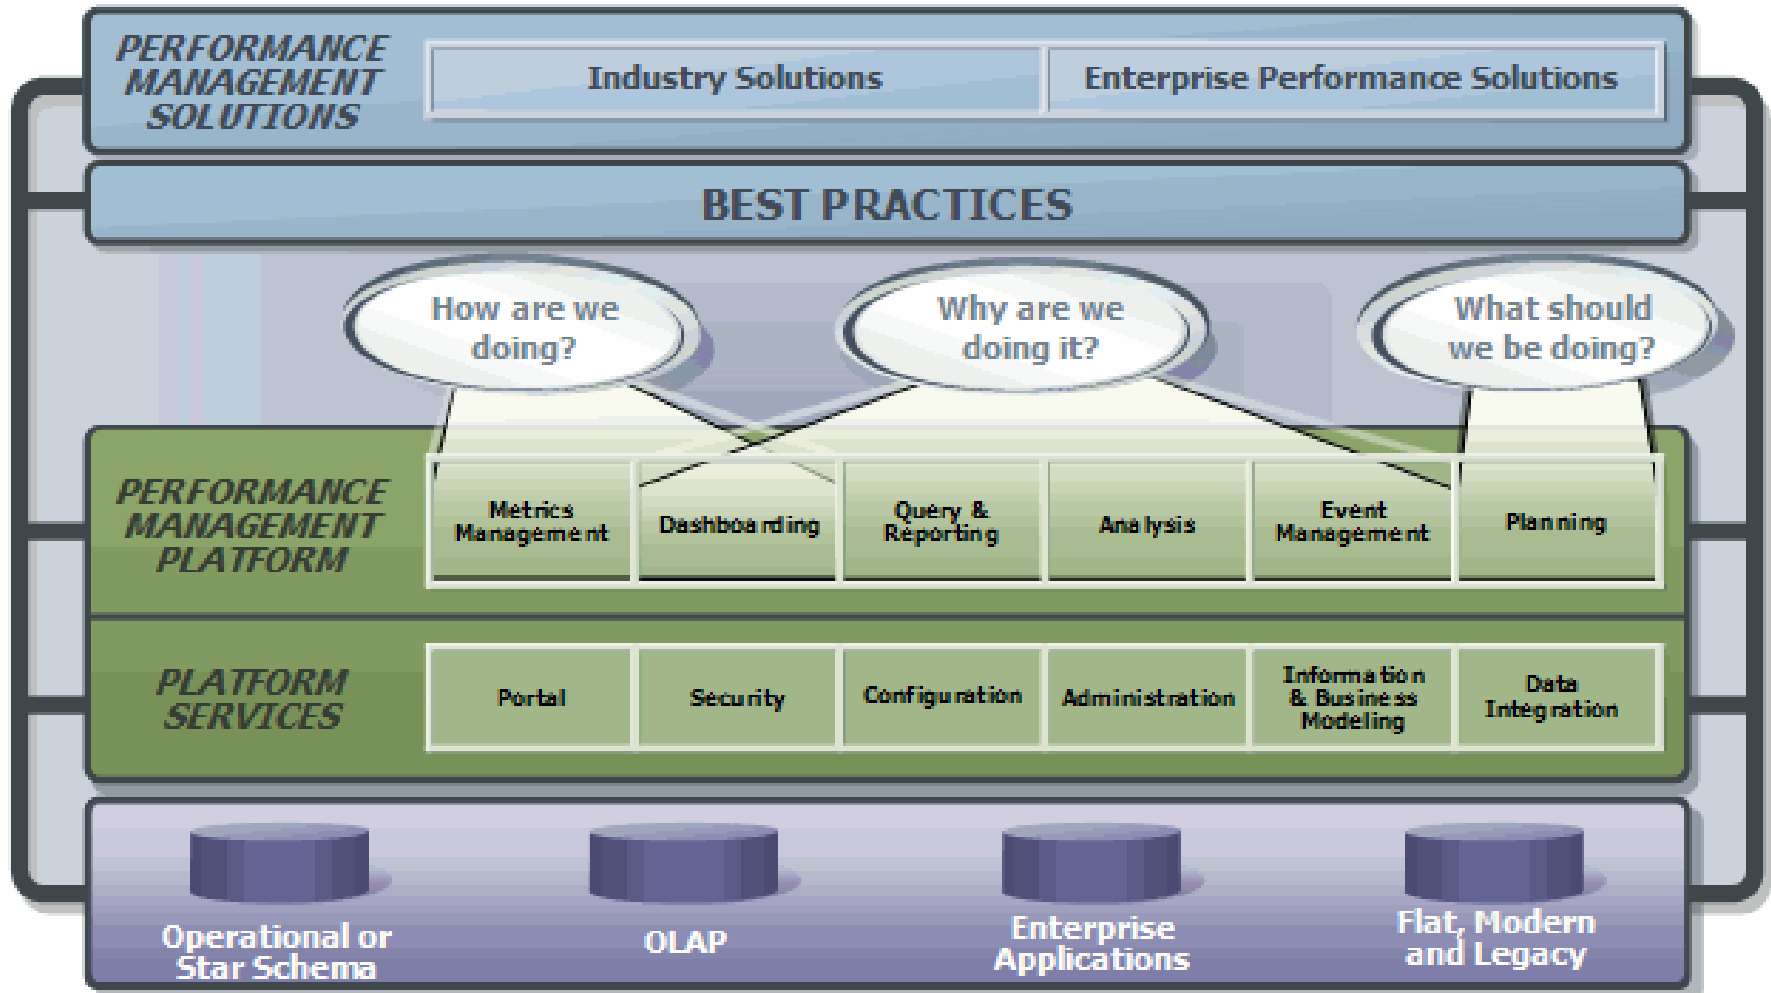 PERFORMANCE
MANAGEMENT
SOLUTIONS
Industry Solutions
Enterprise Performance Solutions
BEST PRACTICES
How are we
doing?
Why are we
doing it?
What should
we be doing?
PERFORMANCE
MANAGEMENT
PLATFORM
Metrics
Management
Dashboarding
Query &
Reporting
Analysis
Event
Management
Planning
PLATFORM
SERVICES
Portal
Security
Configuration
Administration
Information
& Business
Modeling
Data
Integration
Operational or
Star Schema
OLAP
Enterprise
Applications
Flat, Modern
and Legacy